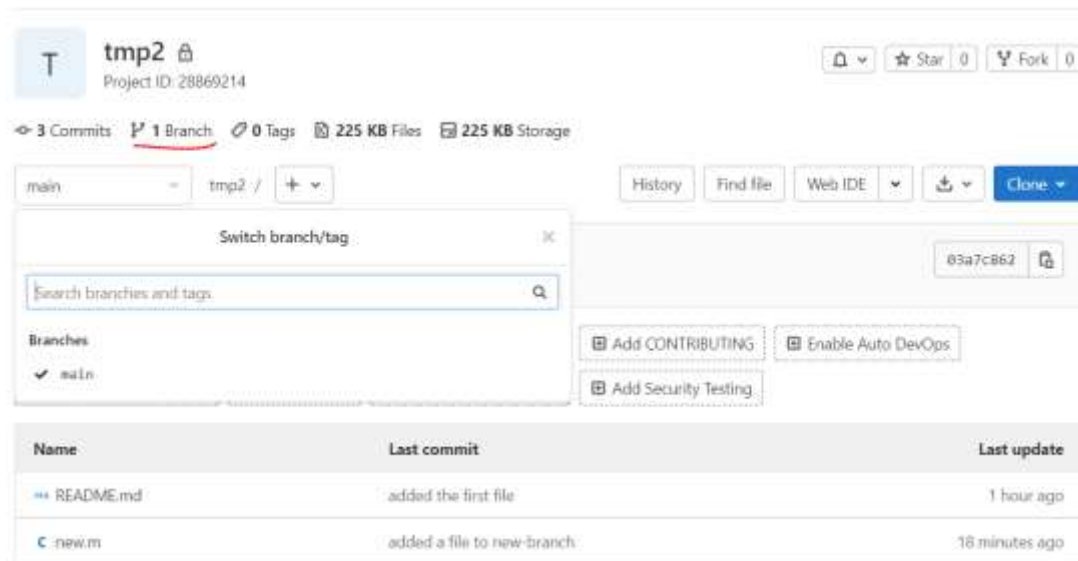 T
tmp2
Project ID: 28869214
Star 0
Fork 0
3 Commits 1 Branch 0 Tags 225 KB Files 225 KB Storage
main tmp2 / + History Find file Web IDE Clone
Switch branch/tag
03a7c862
Search branches and tags
Branches
main
Add CONTRIBUTING Enable Auto DevOps
Add Security Testing
Name Last commit Last update
README.md added the first file 1 hour ago
C new.m added a file to new-branch 18 minutes ago